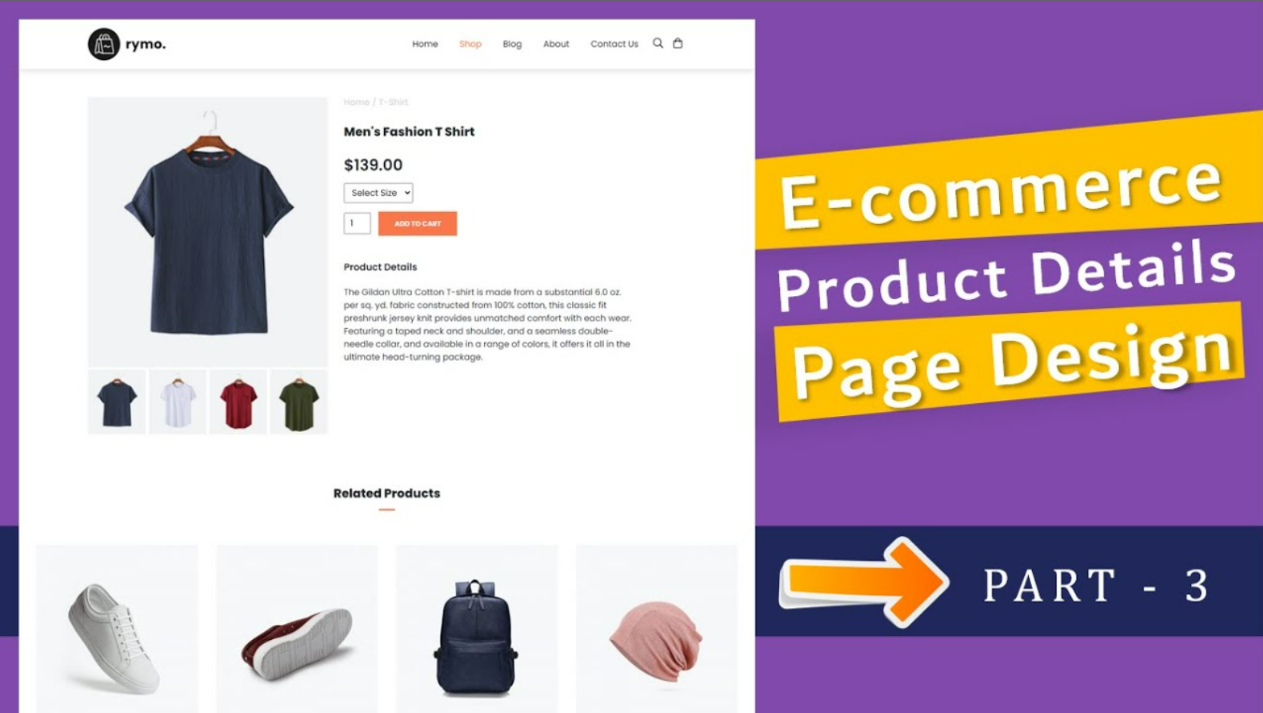 rymo.
Home Shop Blog About Contact Us
Home / T-Shirt
Men's Fashion T Shirt
$139.00
Select Size
1
ADD TO CART
Product Details
The Gildan Ultra Cotton T-shirt is made from a substantial 6.0 oz.
per sq. yd. fabric constructed from 100% cotton, this classic fit
preshrunk jersey knit provides unmatched comfort with each wear.
Featuring a taped neck and shoulder, and a seamless double-
needle collar, and available in a range of colors, it offers it all in the
ultimate head-turning package.
Related Products
E-commerce
Product Details
Page Design
PART - 3